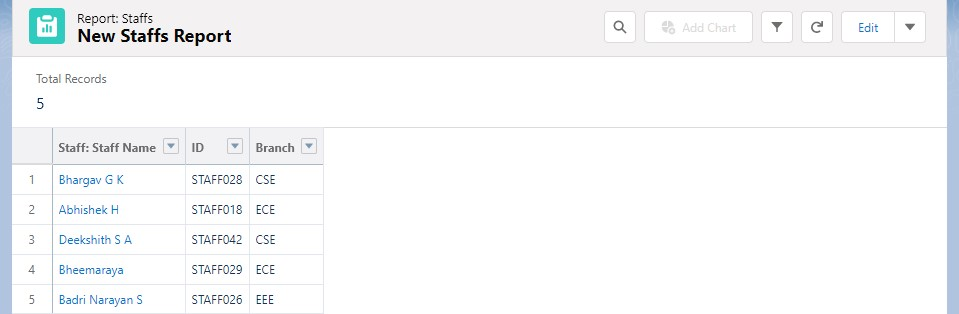 Report: Staffs
New Staffs Report
Add Chart
Edit
Total Records
5
Staff: Staff Name ID Branch
1 Bhargav G K STAFF028 CSE
2 Abhishek H STAFF018 ECE
3 Deekshith S A STAFF042 CSE
4 Bheemaraya STAFF029 ECE
5 Badri Narayan S STAFF026 EEE